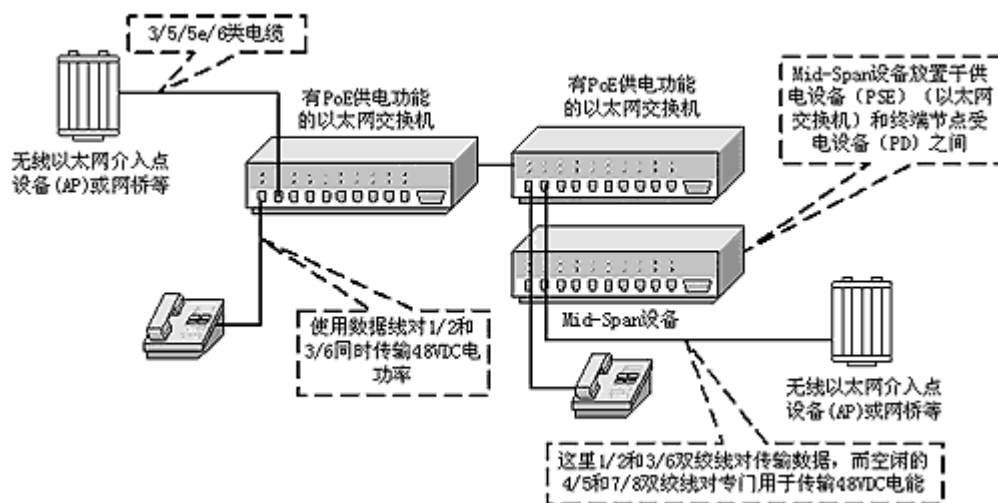 3/5/5e/6类电缆
有PoE供电功能
的以太网交换机
有PoE供电功能
的以太网交换机
Mid-Span设备放置干供
电设备（PSE）（以太网
交换机）和终端节点受
电设备（PD）之间
无线以太网介入点
设备(AP)或网桥等
使用数据线对1/2和
3/6同时传输48VDC电
功率
Mid-Span设备
无线以太网介入点
设备(AP)或网桥等
这里1/2和3/6双绞线对传输数据，而空闲的
4/5和7/8双绞线对专门用于传输48VDC电能